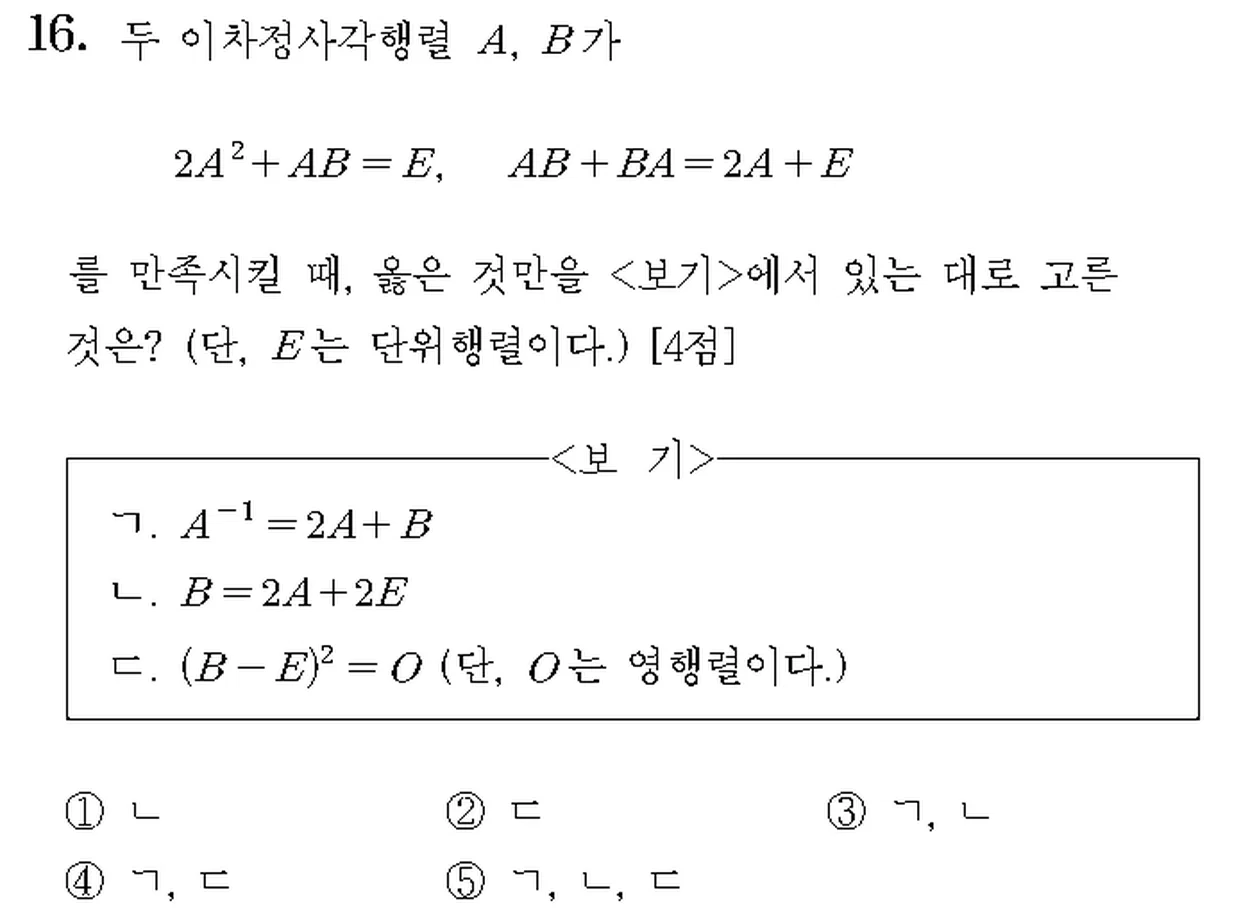 16. 두 이차정사각행렬 A, B가
2A²+AB=E, AB+BA=2A+E
를 만족시킬 때, 옳은 것만을 <보기>에서 있는 대로 고른
것은? (단, E는 단위행렬이다.) [4점]
<보 기>
ㄱ. A⁻¹=2A+B
ㄴ. B=2A+2E
ㄷ. (B-E)²=O (단, O는 영행렬이다.)
① ㄴ ② ㄷ ③ ㄱ, ㄴ
④ ㄱ, ㄷ ⑤ ㄱ, ㄴ, ㄷ